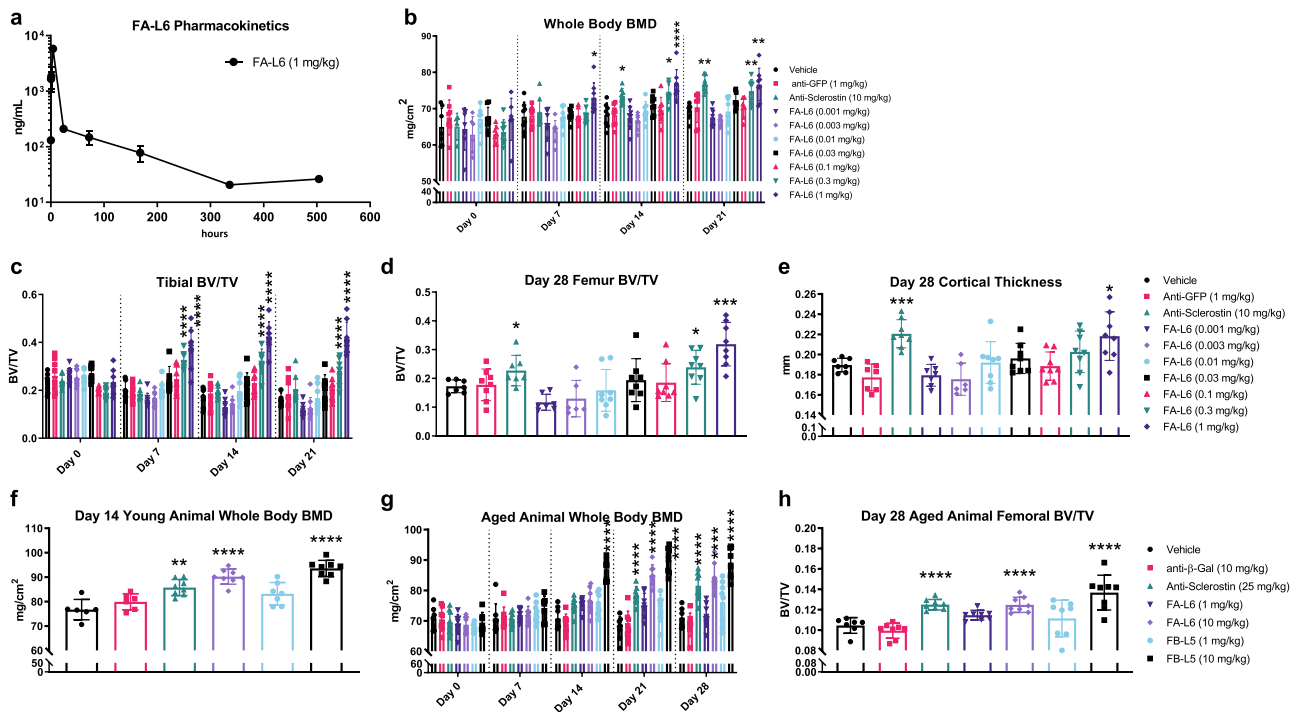 a
FA-L6 Pharmacokinetics
FA-L6 (1 mg/kg)
ng/mL
10⁴
10³
10²
10¹
0 100 200 300 400 500 600
hours
b
Whole Body BMD
mg/cm²
90
80
70
60
50
40
0
* * * **** ** ** **
Day 0 Day 7 Day 14 Day 21
Vehicle
anti-GFP (1 mg/kg)
Anti-Sclerostin (10 mg/kg)
FA-L6 (0.001 mg/kg)
FA-L6 (0.003 mg/kg)
FA-L6 (0.01 mg/kg)
FA-L6 (0.03 mg/kg)
FA-L6 (0.1 mg/kg)
FA-L6 (0.3 mg/kg)
FA-L6 (1 mg/kg)
c
Tibial BV/TV
BV/TV
0.6
0.4
0.2
0.0
**** **** **** **** **** ****
Day 0 Day 7 Day 14 Day 21
d
Day 28 Femur BV/TV
BV/TV
0.5
0.4
0.3
0.2
0.1
0.0
* * ***
e
Day 28 Cortical Thickness
mm
0.26
0.24
0.22
0.20
0.18
0.16
0.14
0.1
0.0
*** *
Vehicle
Anti-GFP (1 mg/kg)
Anti-Sclerostin (10 mg/kg)
FA-L6 (0.001 mg/kg)
FA-L6 (0.003 mg/kg)
FA-L6 (0.01 mg/kg)
FA-L6 (0.03 mg/kg)
FA-L6 (0.1 mg/kg)
FA-L6 (0.3 mg/kg)
FA-L6 (1 mg/kg)
f
Day 14 Young Animal Whole Body BMD
mg/cm²
110
100
90
80
70
60
50
0
** **** ****
g
Aged Animal Whole Body BMD
mg/cm²
100
90
80
70
60
60
0
**** **** **** **** **** **** ****
Day 0 Day 7 Day 14 Day 21 Day 28
h
Day 28 Aged Animal Femoral BV/TV
BV/TV
0.20
0.18
0.16
0.14
0.12
0.10
0.08
0.08
0.00
**** **** ****
Vehicle
anti-β-Gal (10 mg/kg)
Anti-Sclerostin (25 mg/kg)
FA-L6 (1 mg/kg)
FA-L6 (10 mg/kg)
FB-L5 (1 mg/kg)
FB-L5 (10 mg/kg)